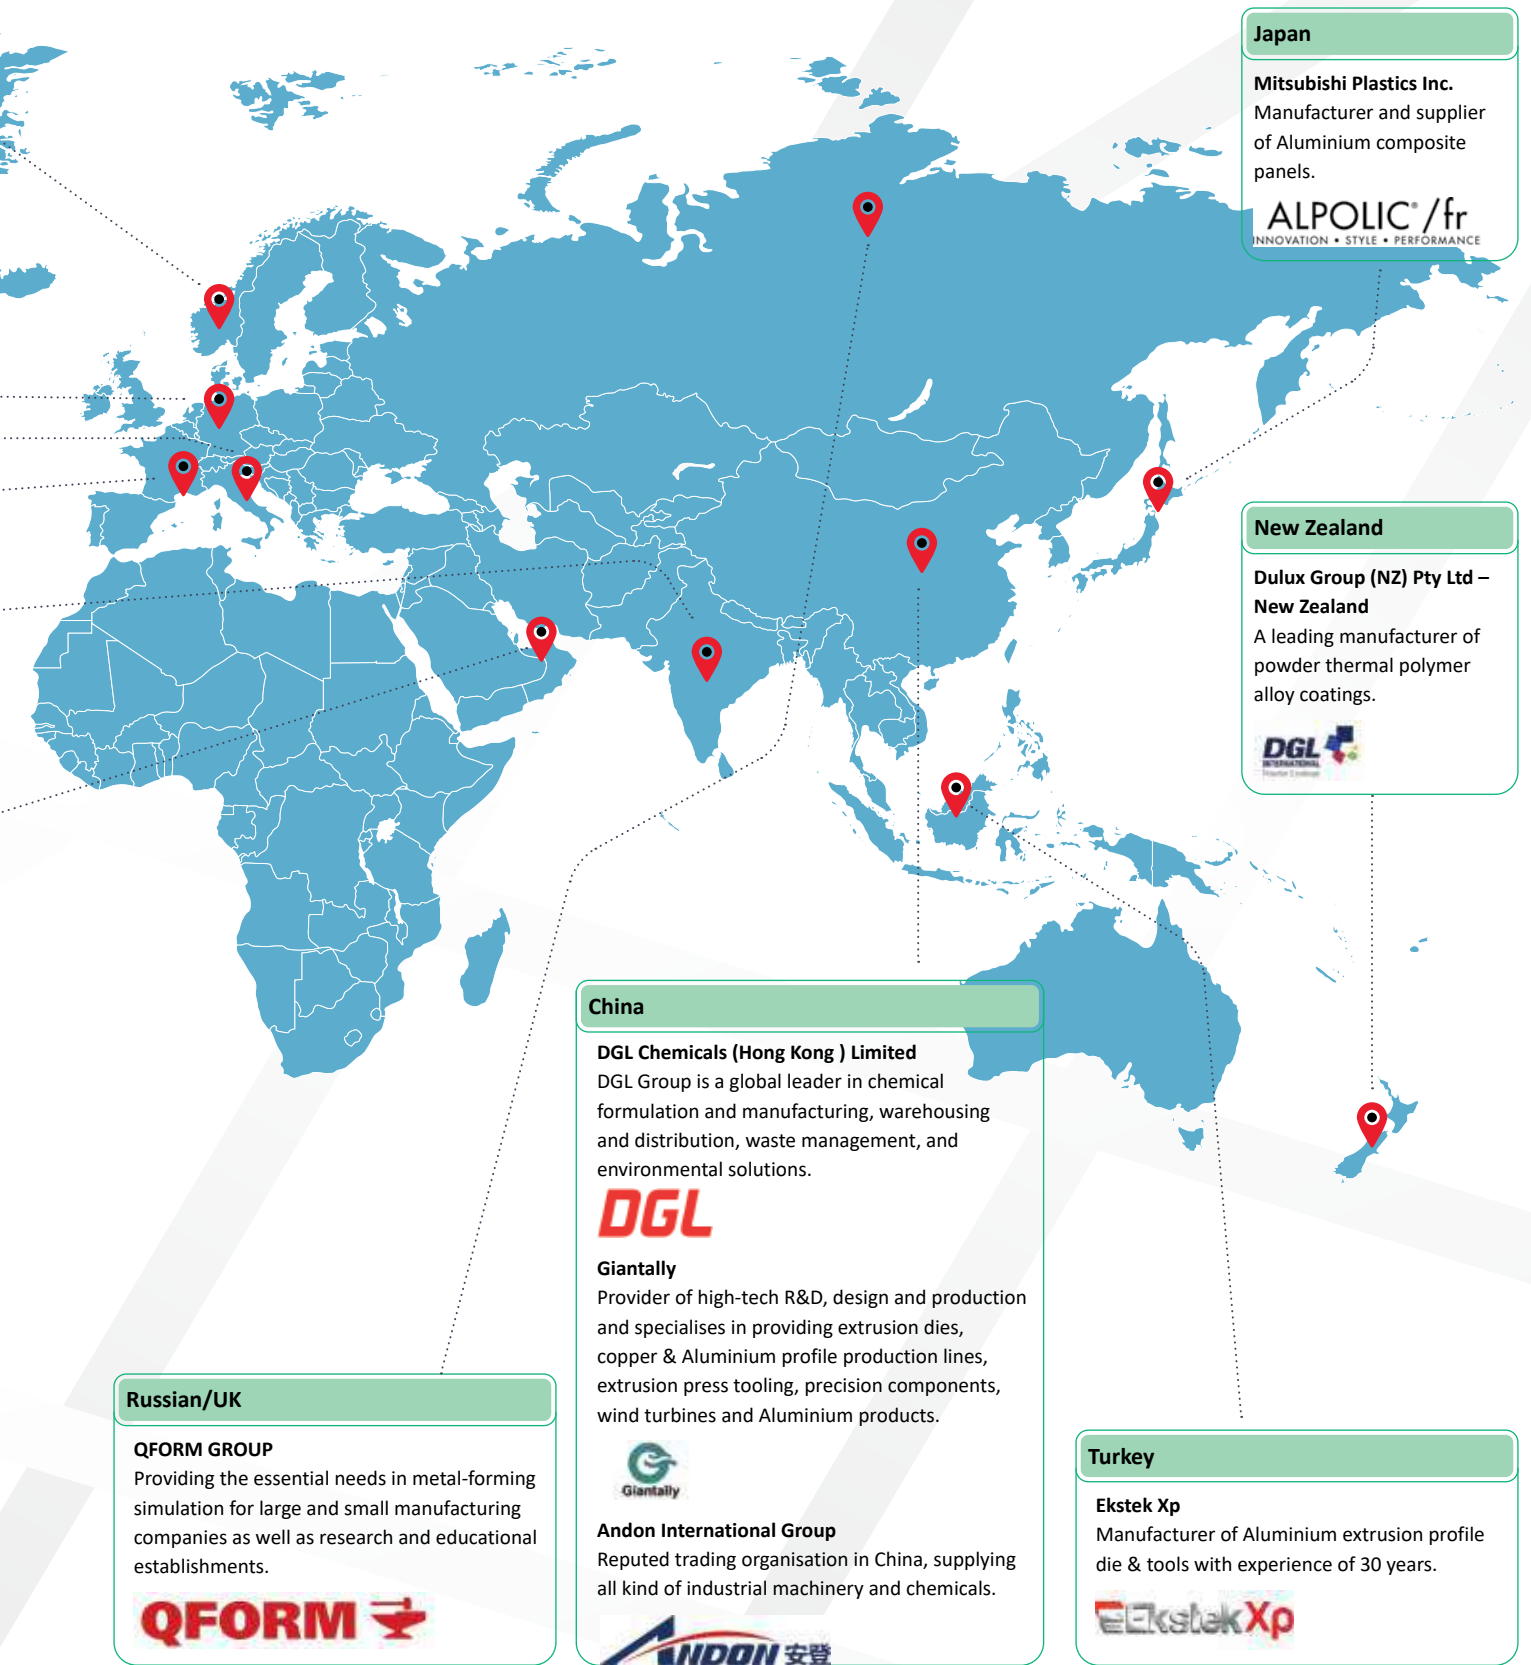 Japan
Mitsubishi Plastics Inc.
Manufacturer and supplier
of Aluminium composite
panels.
ALPOLIC®/fr
INNOVATION • STYLE • PERFORMANCE
New Zealand
Dulux Group (NZ) Pty Ltd –
New Zealand
A leading manufacturer of
powder thermal polymer
alloy coatings.
DGL
INTERNATIONAL
China
DGL Chemicals (Hong Kong ) Limited
DGL Group is a global leader in chemical
formulation and manufacturing, warehousing
and distribution, waste management, and
environmental solutions.
DGL
Giantally
Provider of high-tech R&D, design and production
and specialises in providing extrusion dies,
copper & Aluminium profile production lines,
extrusion press tooling, precision components,
wind turbines and Aluminium products.
Giantally
Andon International Group
Reputed trading organisation in China, supplying
all kind of industrial machinery and chemicals.
ANDON 安登
Russian/UK
QFORM GROUP
Providing the essential needs in metal-forming
simulation for large and small manufacturing
companies as well as research and educational
establishments.
QFORM
Turkey
Ekstek Xp
Manufacturer of Aluminium extrusion profile
die & tools with experience of 30 years.
Ekstek Xp